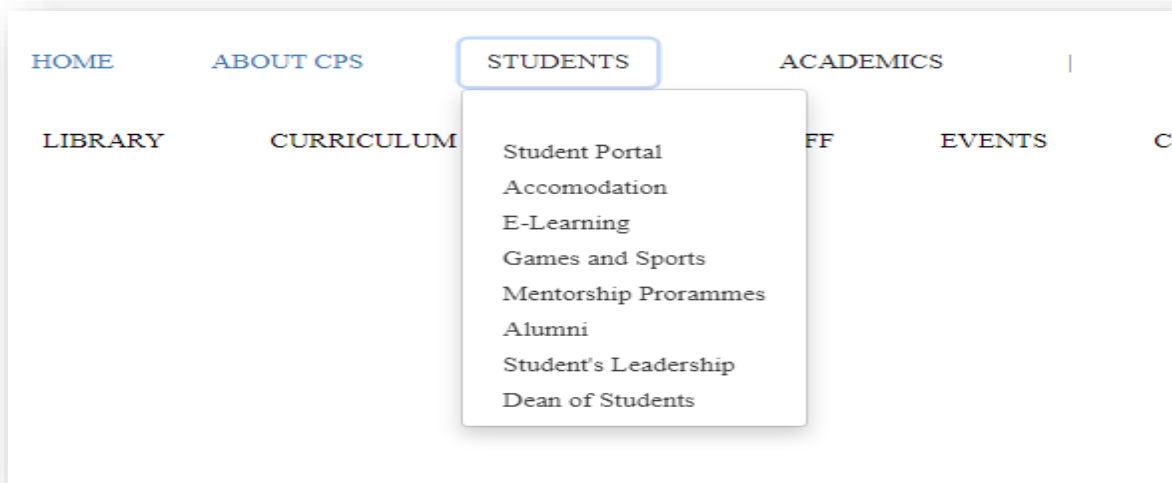 HOME ABOUT CPS STUDENTS ACADEMICS |
LIBRARY CURRICULUM FF EVENTS C
Student Portal
Accomodation
E-Learning
Games and Sports
Mentorship Prorammes
Alumni
Student's Leadership
Dean of Students